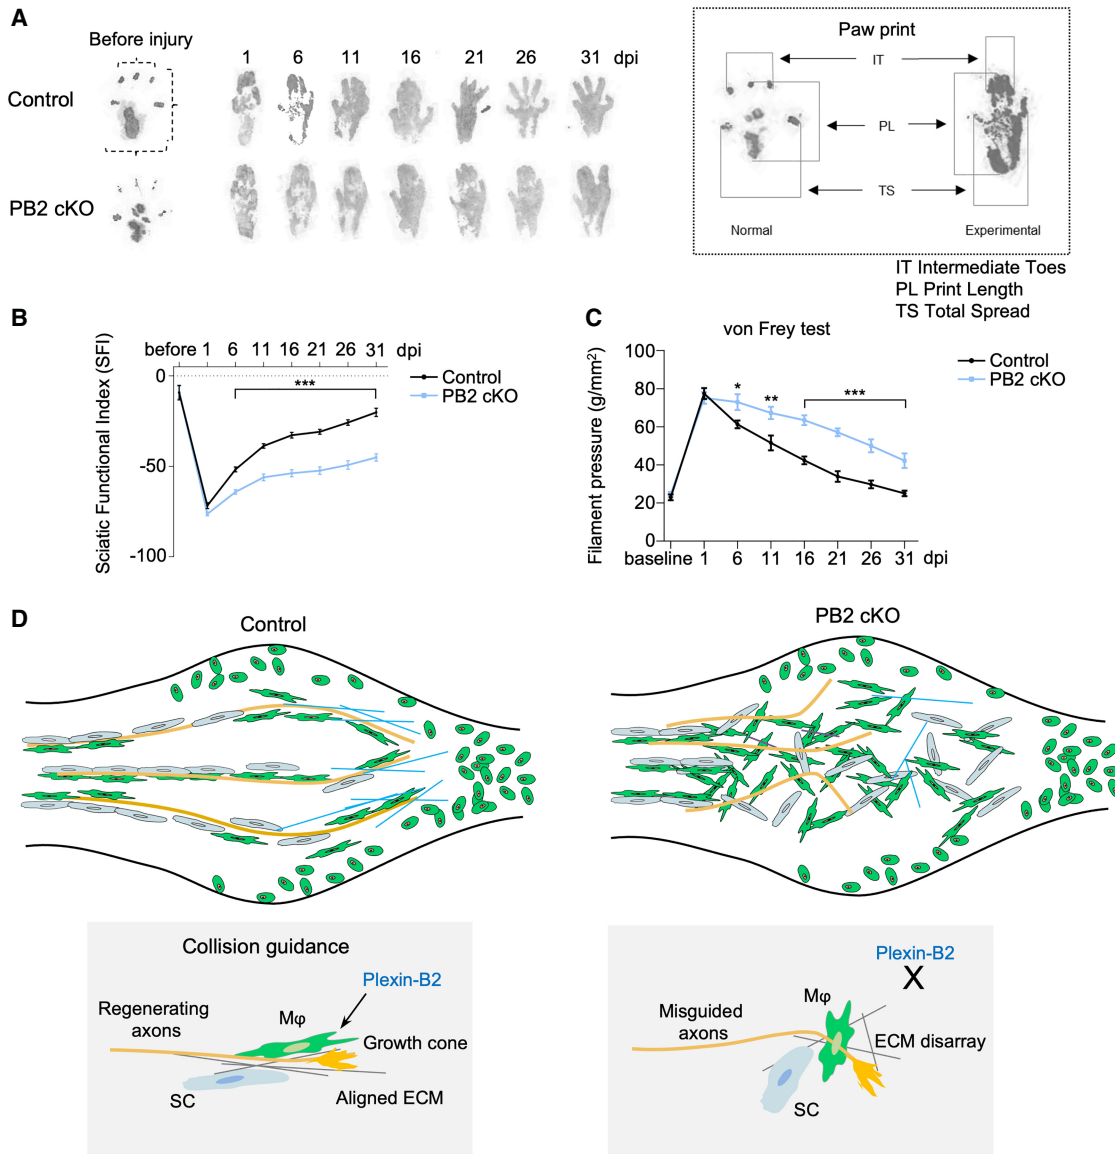 A
Before injury
1 6 11 16 21 26 31 dpi
Control
PB2 cKO
Paw print
IT
PL
TS
Normal
Experimental
IT Intermediate Toes
PL Print Length
TS Total Spread
B
before 1 6 11 16 21 26 31 dpi
Sciatic Functional Index (SFI)
0
-50
-100
***
Control
PB2 cKO
C
von Frey test
Filament pressure (g/mm²)
100
80
60
40
20
0
* ** ***
Control
PB2 cKO
baseline 1 6 11 16 21 26 31 dpi
D
Control
PB2 cKO
Collision guidance
Plexin-B2
Regenerating
axons
Mφ
Growth cone
SC
Aligned ECM
Plexin-B2
X
Misguided
axons
Mφ
ECM disarray
SC